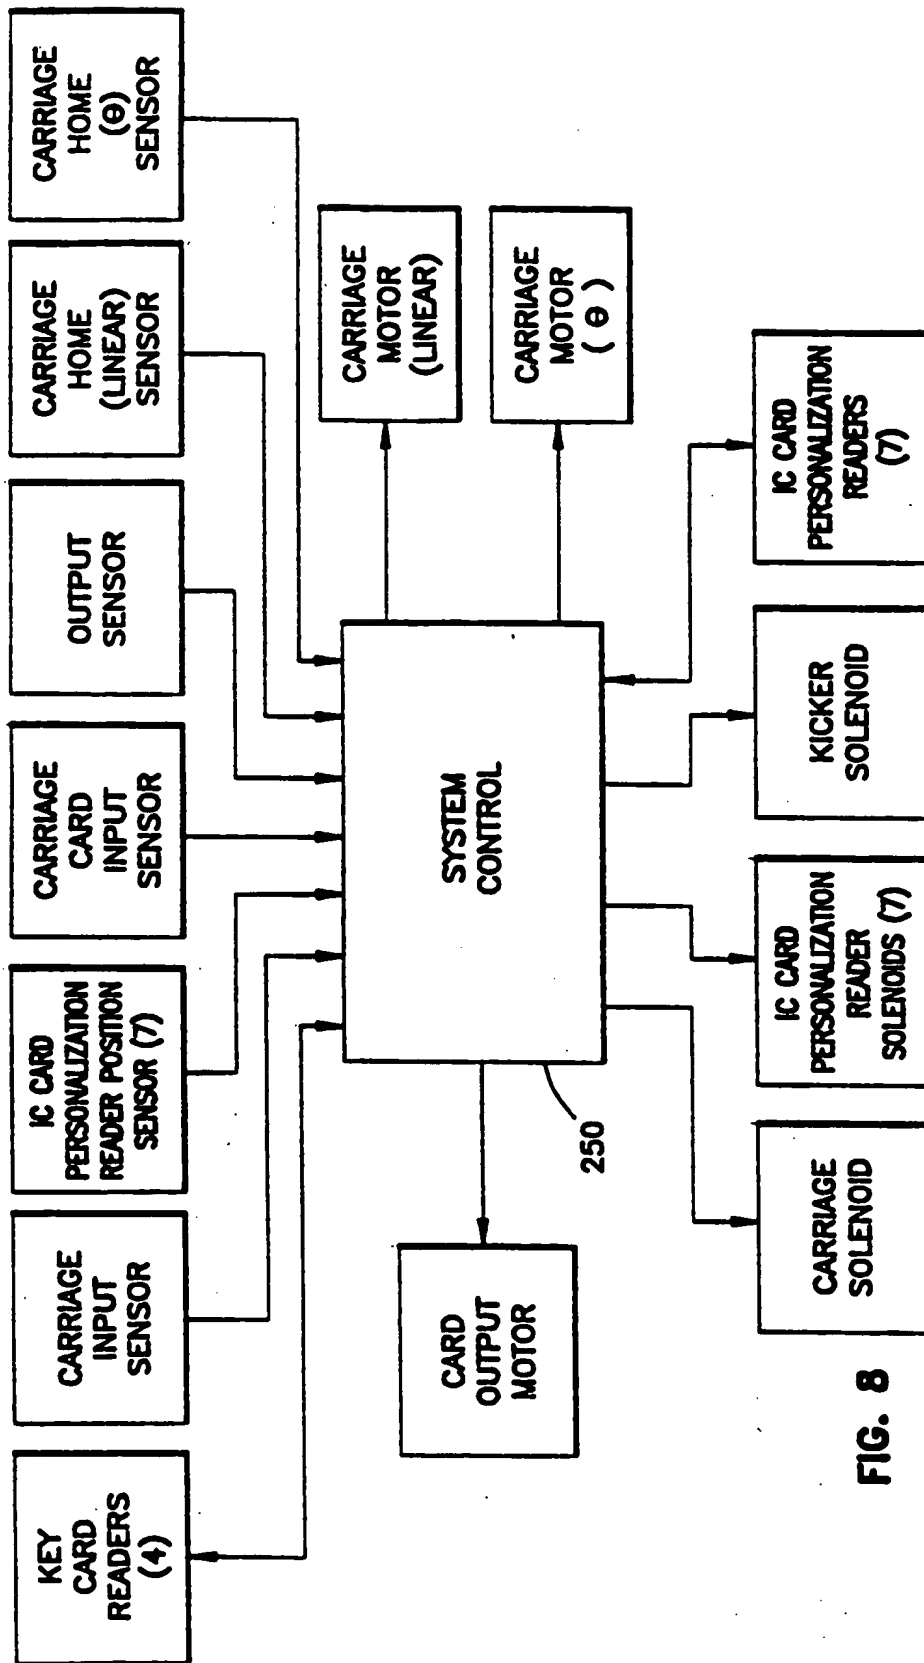 KEY
CARD
READERS
(4)
CARRIAGE
INPUT
SENSOR
IC CARD
PERSONALIZATION
READER POSITION
SENSOR (7)
CARRIAGE
CARD
INPUT
SENSOR
OUTPUT
SENSOR
CARRIAGE
HOME
(LINEAR)
SENSOR
CARRIAGE
HOME
(θ)
SENSOR
CARD
OUTPUT
MOTOR
SYSTEM
CONTROL
250
CARRIAGE
MOTOR
(LINEAR)
CARRIAGE
MOTOR
( θ )
CARRIAGE
SOLENOID
IC CARD
PERSONALIZATION
READER
SOLENOIDS (7)
KICKER
SOLENOID
IC CARD
PERSONALIZATION
READERS
(7)
FIG. 8